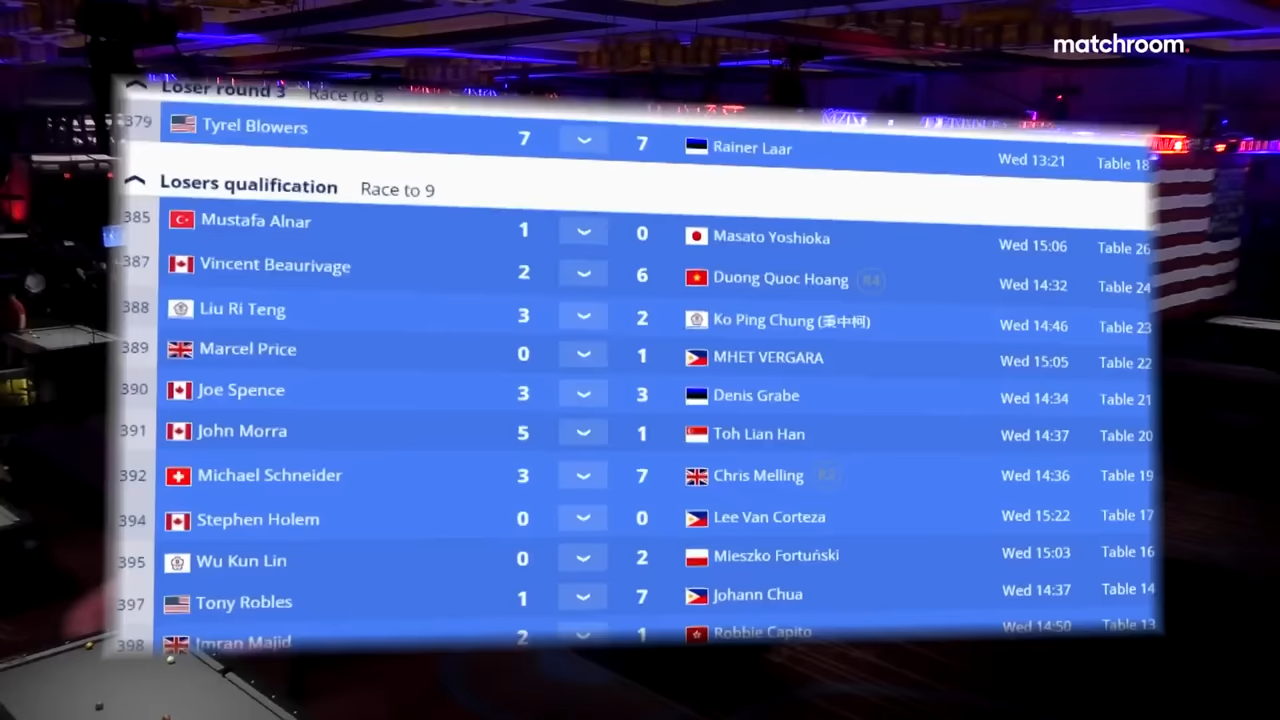 matchroom.
Loser round 3 Race to 8
379 Tyrel Blowers 7 7 Rainer Laar Wed 13:21 Table 18
Losers qualification Race to 9
385 Mustafa Alnar 1 0 Masato Yoshioka Wed 15:06 Table 26
387 Vincent Beaurivage 2 6 Duong Quoc Hoang R4 Wed 14:32 Table 24
388 Liu Ri Teng 3 2 Ko Ping Chung (秉中柯) Wed 14:46 Table 23
389 Marcel Price 0 1 MHET VERGARA Wed 15:05 Table 22
390 Joe Spence 3 3 Denis Grabe Wed 14:34 Table 21
391 John Morra 5 1 Toh Lian Han Wed 14:37 Table 20
392 Michael Schneider 3 7 Chris Melling Wed 14:36 Table 19
394 Stephen Holem 0 0 Lee Van Corteza Wed 15:22 Table 17
395 Wu Kun Lin 0 2 Mieszko Fortuński Wed 15:03 Table 16
397 Tony Robles 1 7 Johann Chua Wed 14:37 Table 14
398 Imran Majid 2 1 Robbie Capito Wed 14:50 Table 13